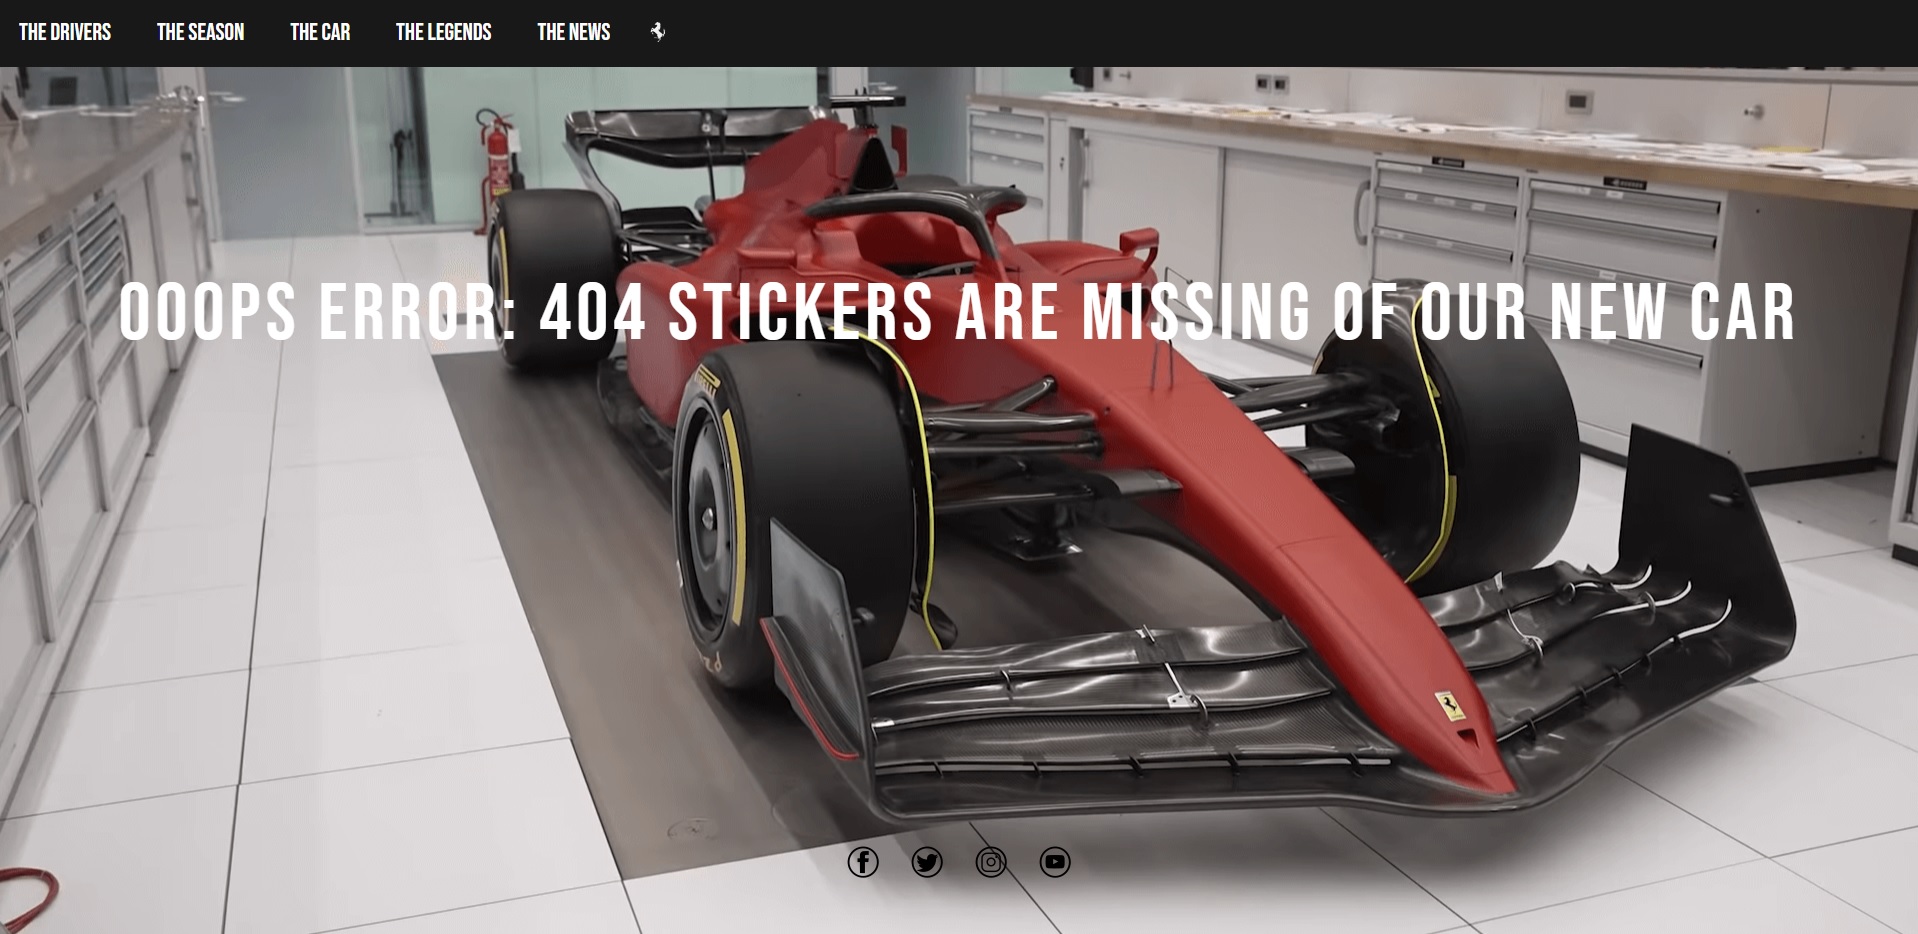 THE DRIVERS THE SEASON THE CAR THE LEGENDS THE NEWS
OOOPS ERROR: 404 STICKERS ARE MISSING OF OUR NEW CAR